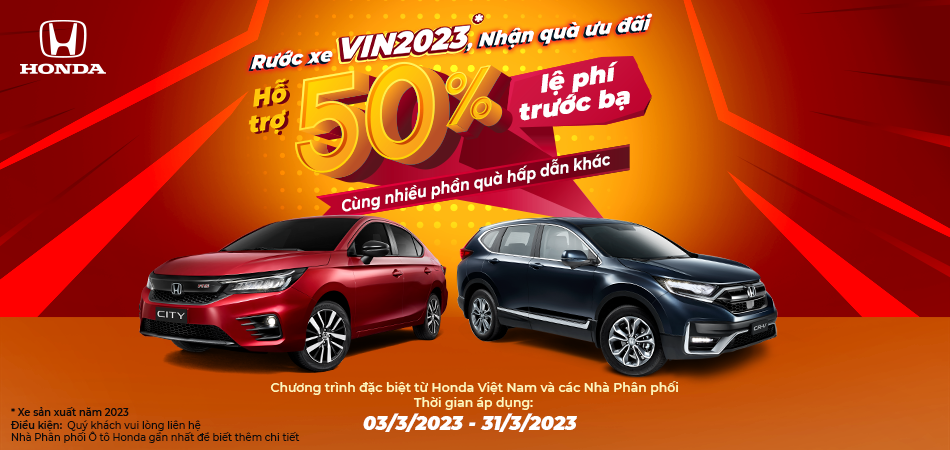 HONDA
Rước xe VIN2023*, Nhận quà ưu đãi
Hỗ trợ
50%
lệ phí
trước bạ
Cùng nhiều phần quà hấp dẫn khác
RS
CITY
CR-V
Chương trình đặc biệt từ Honda Việt Nam và các Nhà Phân phối
Thời gian áp dụng:
03/3/2023 - 31/3/2023
* Xe sản xuất năm 2023
Điều kiện: Quý khách vui lòng liên hệ
Nhà Phân phối Ô tô Honda gần nhất để biết thêm chi tiết